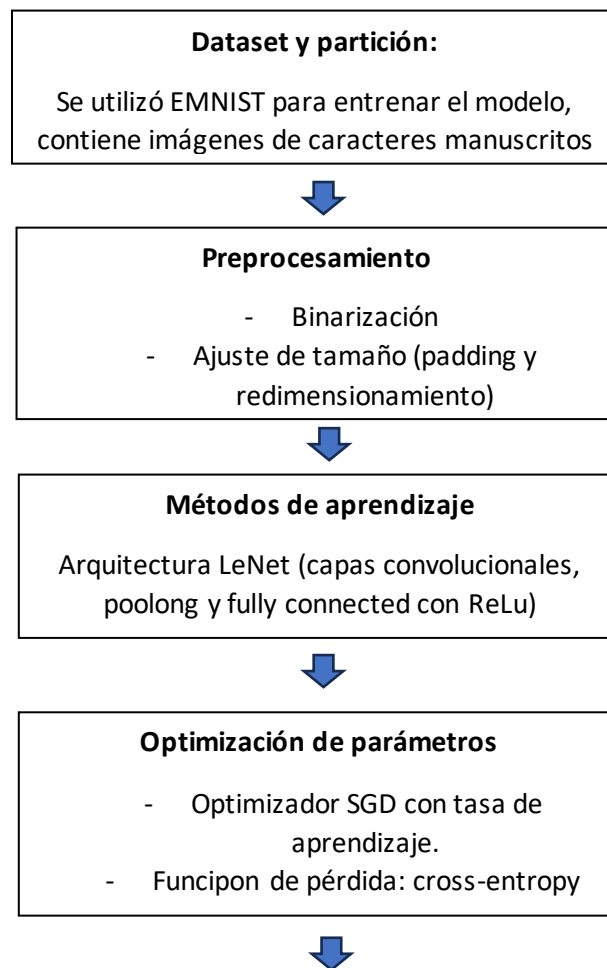 Dataset y partición:
Se utilizó EMNIST para entrenar el modelo,
contiene imágenes de caracteres manuscritos
Preprocesamiento
- Binarización
- Ajuste de tamaño (padding y
redimensionamiento)
Métodos de aprendizaje
Arquitectura LeNet (capas convolucionales,
poolong y fully connected con ReLu)
Optimización de parámetros
- Optimizador SGD con tasa de
aprendizaje.
- Funcipon de pérdida: cross-entropy